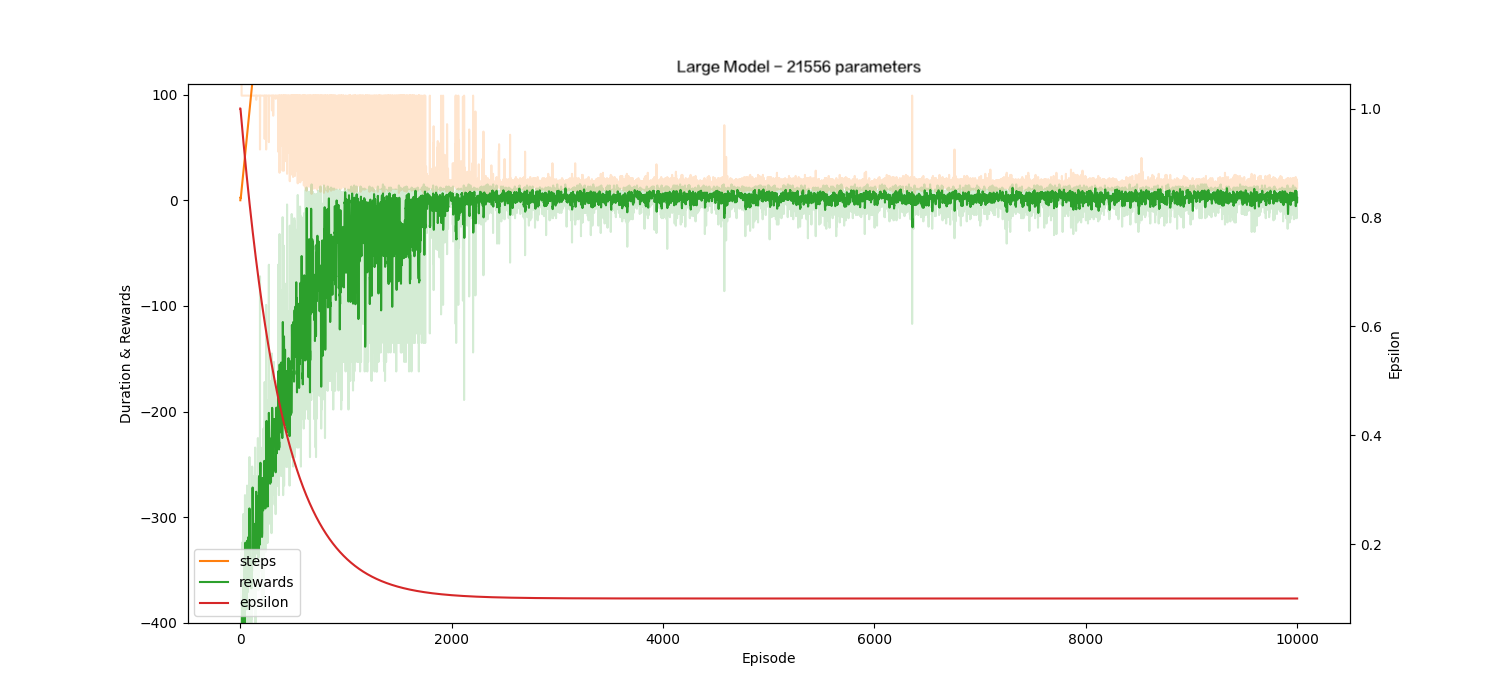 Large Model – 21556 parameters
100
0
−100
−200
−300
−400
Duration & Rewards
1.0
0.8
0.6
0.4
0.2
Epsilon
steps
rewards
epsilon
0
2000
4000
6000
8000
10000
Episode